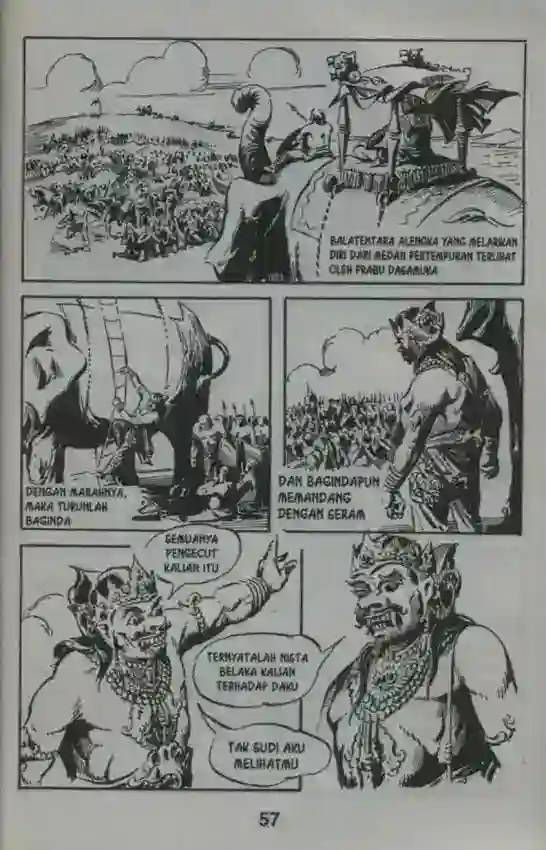 BALATENTARA ALENGKA YANG MELARIKAN
DIRI DARI MEDAN PERTEMPURAN TERLIHAT
OLEH PRABU DASAMUKA
DENGAN MARAHNYA,
MAKA TURUNLAH
BAGINDA
DAN BAGINDAPUN
MEMANDANG
DENGAN GERAM
SEMUANYA
PENGECUT
KALIAN ITU
TERNYATALAH NISTA
BELAKA KALIAN
TERHADAP DAKU
TAK SUDI AKU
MELIHATMU
57